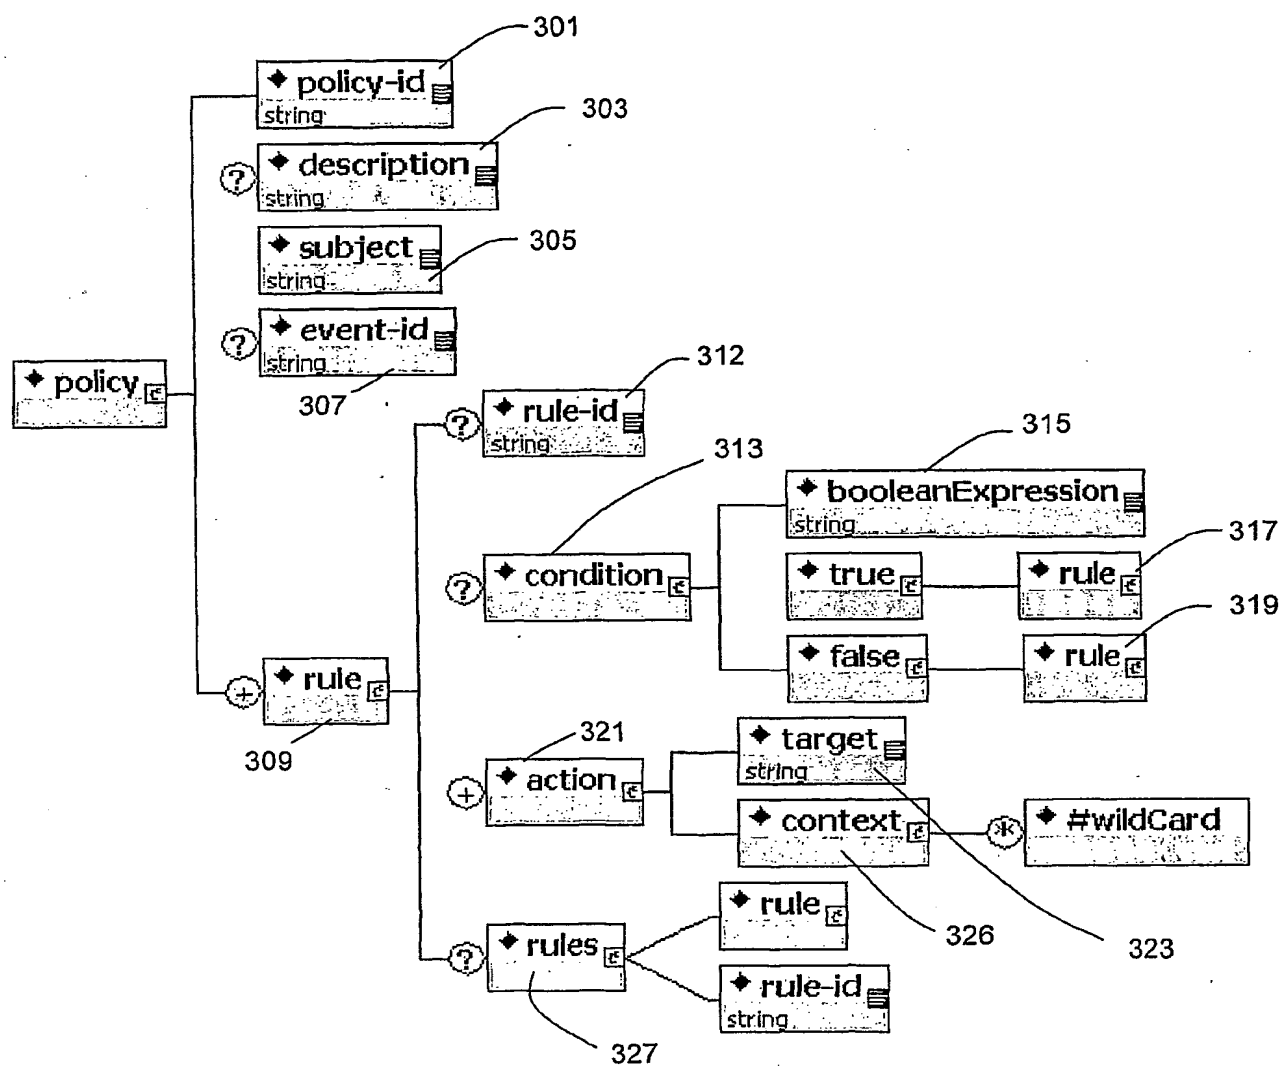 301
policy-id
string
303
? description
string
305
subject
string
? event-id
string
307
policy
312
? rule-id
string
313
315
booleanExpression
string
? condition
317
true rule
319
false rule
+ rule
309
321
+ action
target
string
323
context * #wildCard
326
? rules
327
rule
rule-id
string